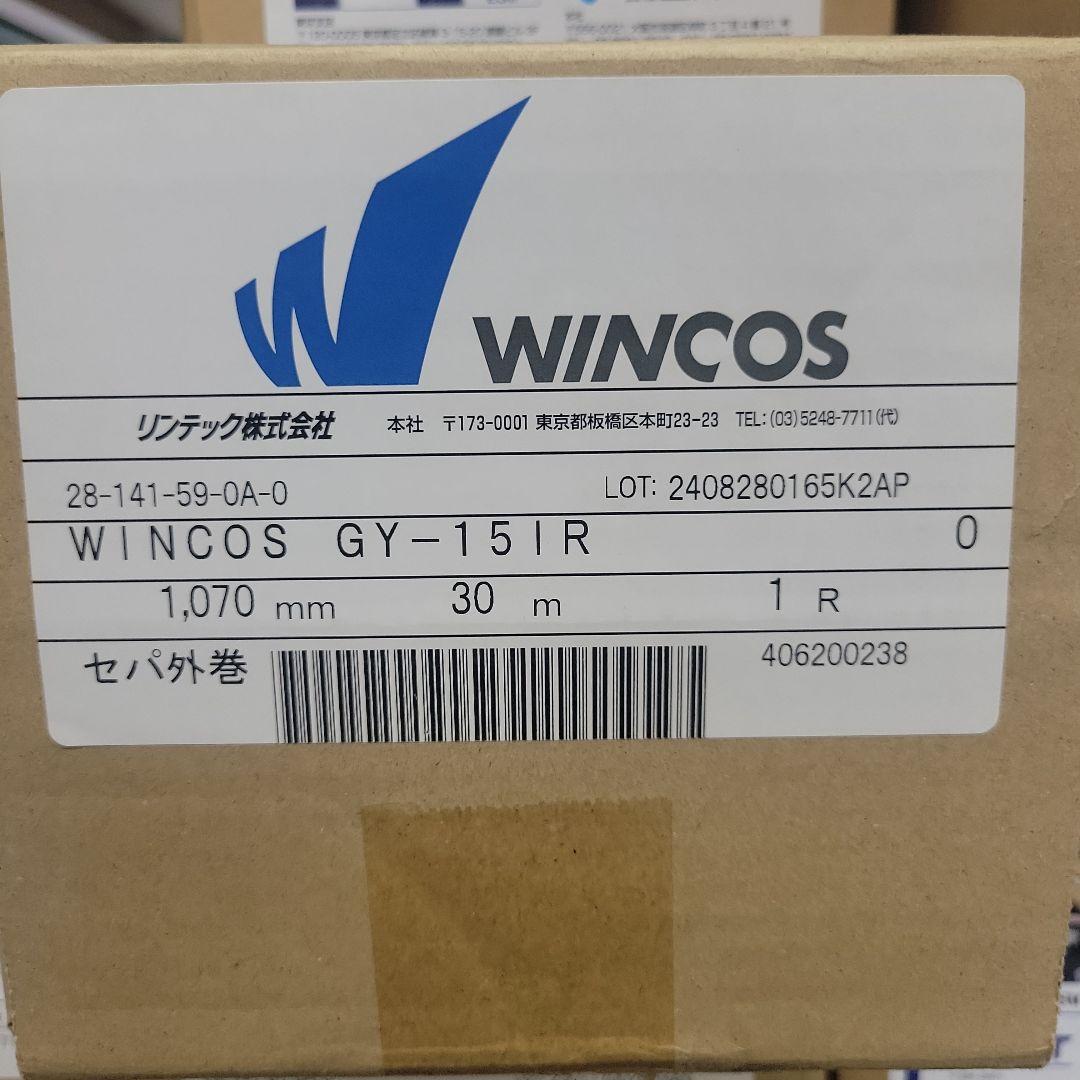 WINCOS
リンテック株式会社 本社 〒173-0001 東京都板橋区本町23-23 TEL:(03)5248-7711(代)
28-141-59-0A-0 LOT: 2408280165K2AP
WINCOS GY-15IR 0
1,070 mm 30 m 1 R
セパ外巻 406200238